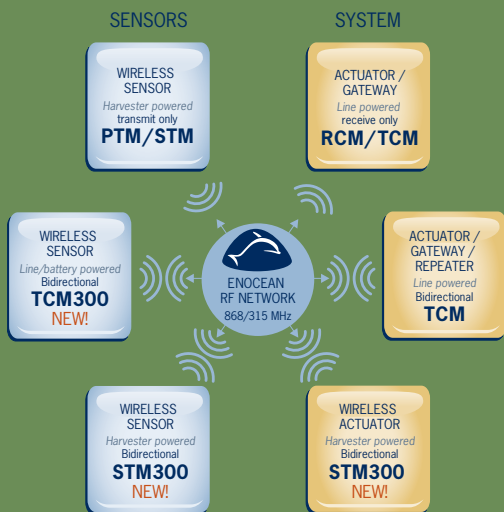 SENSORS
SYSTEM
WIRELESS
SENSOR
Harvester powered
transmit only
PTM/STM
ACTUATOR /
GATEWAY
Line powered
receive only
RCM/TCM
WIRELESS
SENSOR
Line/battery powered
Bidirectional
TCM300
NEW!
ENOCEAN
RF NETWORK
868/315 MHz
ACTUATOR /
GATEWAY /
REPEATER
Line powered
Bidirectional
TCM
WIRELESS
SENSOR
Harvester powered
Bidirectional
STM300
NEW!
WIRELESS
ACTUATOR
Harvester powered
Bidirectional
STM300
NEW!